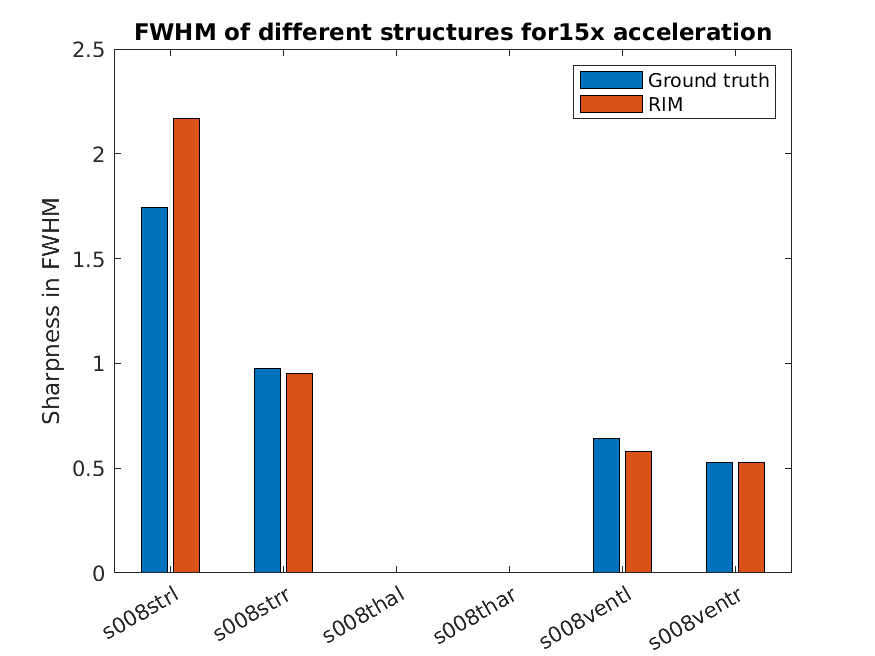 FWHM of different structures for15x acceleration
Ground truth
RIM
Sharpness in FWHM
2.5
2
1.5
1
0.5
0
s008strl
s008strr
s008thal
s008thar
s008ventl
s008ventr